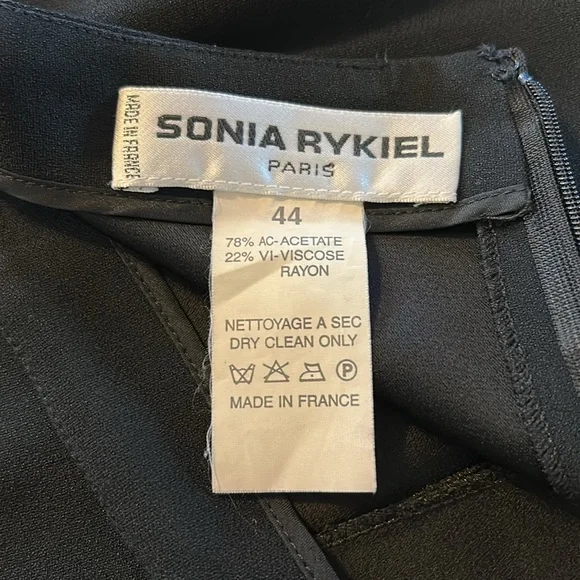 MADE IN FRANCE
SONIA RYKIEL
PARIS
44
78% AC-ACETATE
22% VI-VISCOSE
RAYON
NETTOYAGE A SEC
DRY CLEAN ONLY
P
MADE IN FRANCE